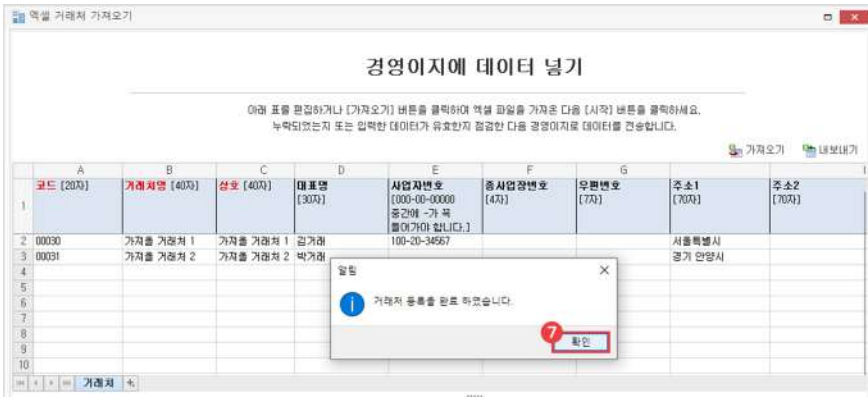 엑셀 거래처 가져오기
경영이지에 데이터 넣기
아래 표를 편집하거나 [가져오기] 버튼을 클릭하여 엑셀 파일을 가져온 다음 [시작] 버튼을 클릭하세요.
누락되었는지 또는 입력한 데이터가 유효한지 점검한 다음 경영이지로 데이터를 전송합니다.
가져오기 내보내기
A B C D E F G
1 코드 [20자] 거래처명 [40자] 상호 [40자] 대표명 [30자] 사업자번호 [000-00-00000 중간에 -가 꼭 들어가야 합니다.] 종사업장번호 [4자] 우편번호 [7자] 주소1 [70자] 주소2 [70자]
2 00030 가져올 거래처 1 가져올 거래처 1 김거래 100-20-34567 서울특별시
3 00031 가져올 거래처 2 가져올 거래처 2 박거래 경기 안양시
4
5
6
7
8
9
10
알림
거래처 등록을 완료 하였습니다.
7
확인
거래처